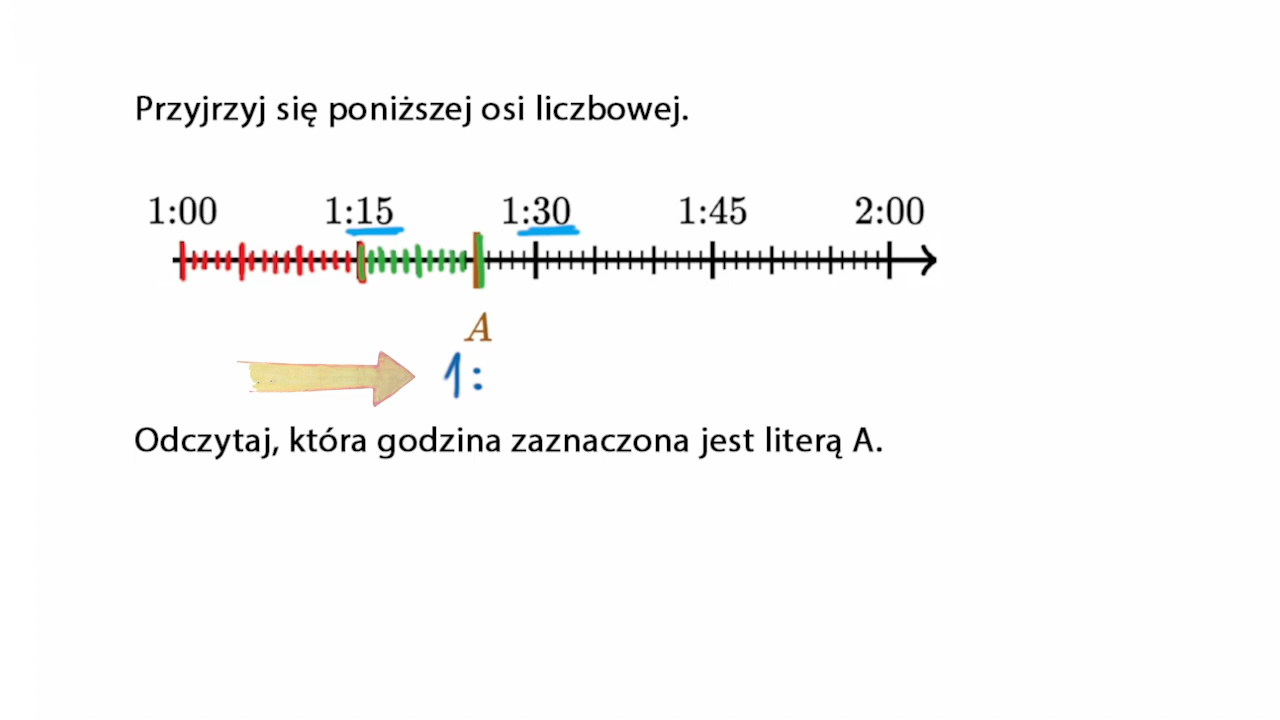 Przyjrzyj się poniższej osi liczbowej.
1:00 1:15 1:30 1:45 2:00
A
1:
Odczytaj, która godzina zaznaczona jest literą A.